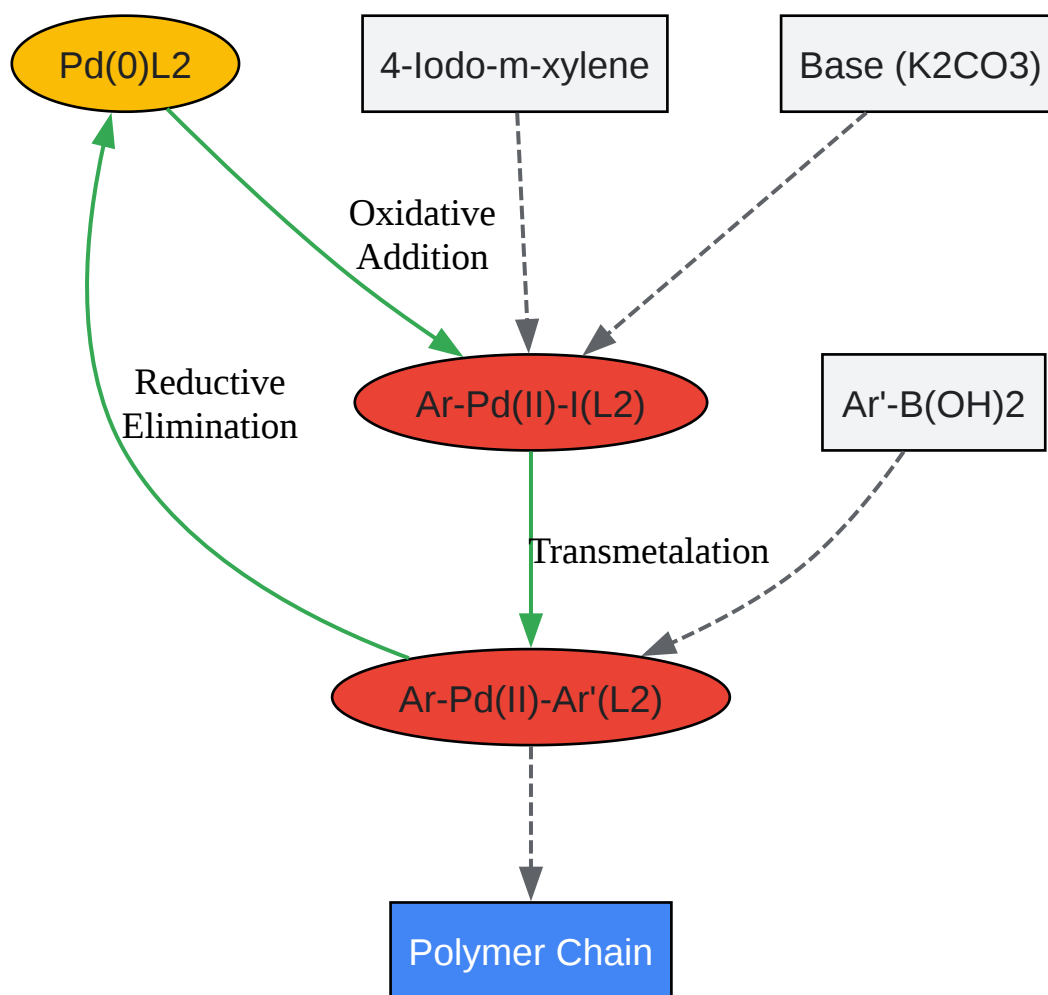 Pd(0)L2
4-Iodo-m-xylene
Base (K2CO3)
Oxidative
Addition
Reductive
Elimination
Ar-Pd(II)-I(L2)
Ar'-B(OH)2
Transmetalation
Ar-Pd(II)-Ar'(L2)
Polymer Chain